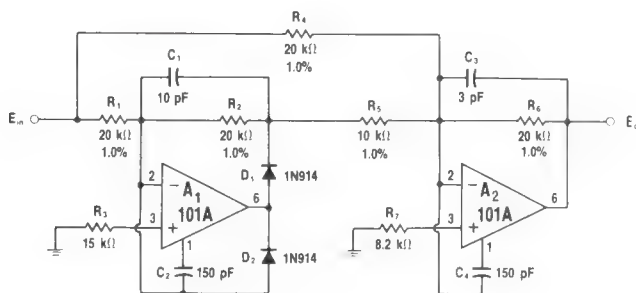 R4
20 kΩ
1.0%
C1
10 pF
C3
3 pF
Ein
R1
20 kΩ
1.0%
R2
20 kΩ
1.0%
R5
10 kΩ
1.0%
R6
20 kΩ
1.0%
E
D1
1N914
2
−
A1
101A
6
3
+
1
R3
15 kΩ
C2
150 pF
D2
1N914
2
−
A2
101A
6
3
+
1
R7
8.2 kΩ
C4
150 pF